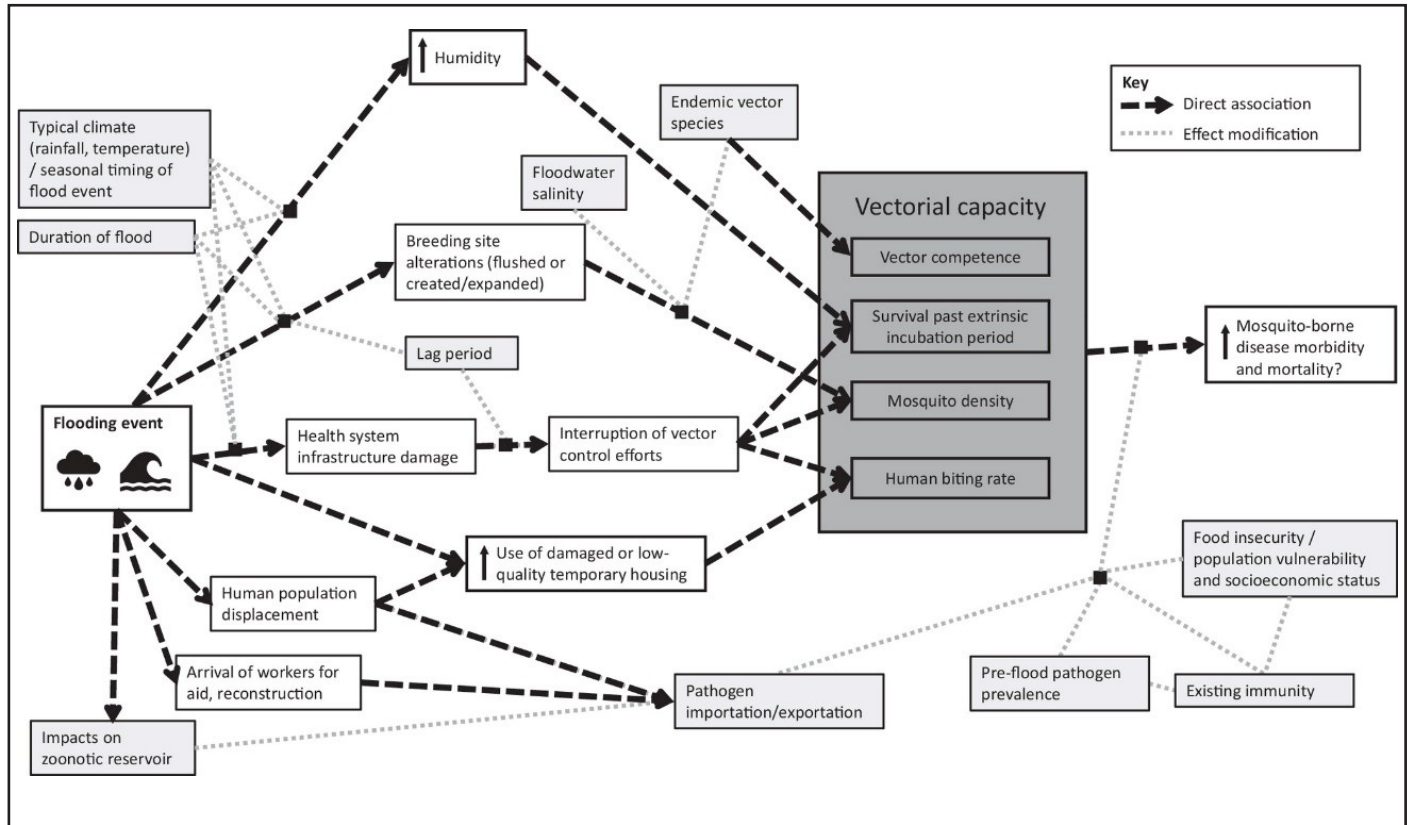 Humidity
Key
Direct association
Effect modification
Endemic vector
species
Typical climate
(rainfall, temperature)
/ seasonal timing of
flood event
Floodwater
salinity
Duration of flood
Breeding site
alterations (flushed or
created/expanded)
Vectorial capacity
Vector competence
Survival past extrinsic
incubation period
Mosquito density
Human biting rate
Mosquito-borne
disease morbidity
and mortality?
Lag period
Flooding event
Health system
infrastructure damage
Interruption of vector
control efforts
Use of damaged or low-
quality temporary housing
Human population
displacement
Arrival of workers for
aid, reconstruction
Impacts on
zoonotic reservoir
Pathogen
importation/exportation
Food insecurity /
population vulnerability
and socioeconomic status
Pre-flood pathogen
prevalence
Existing immunity